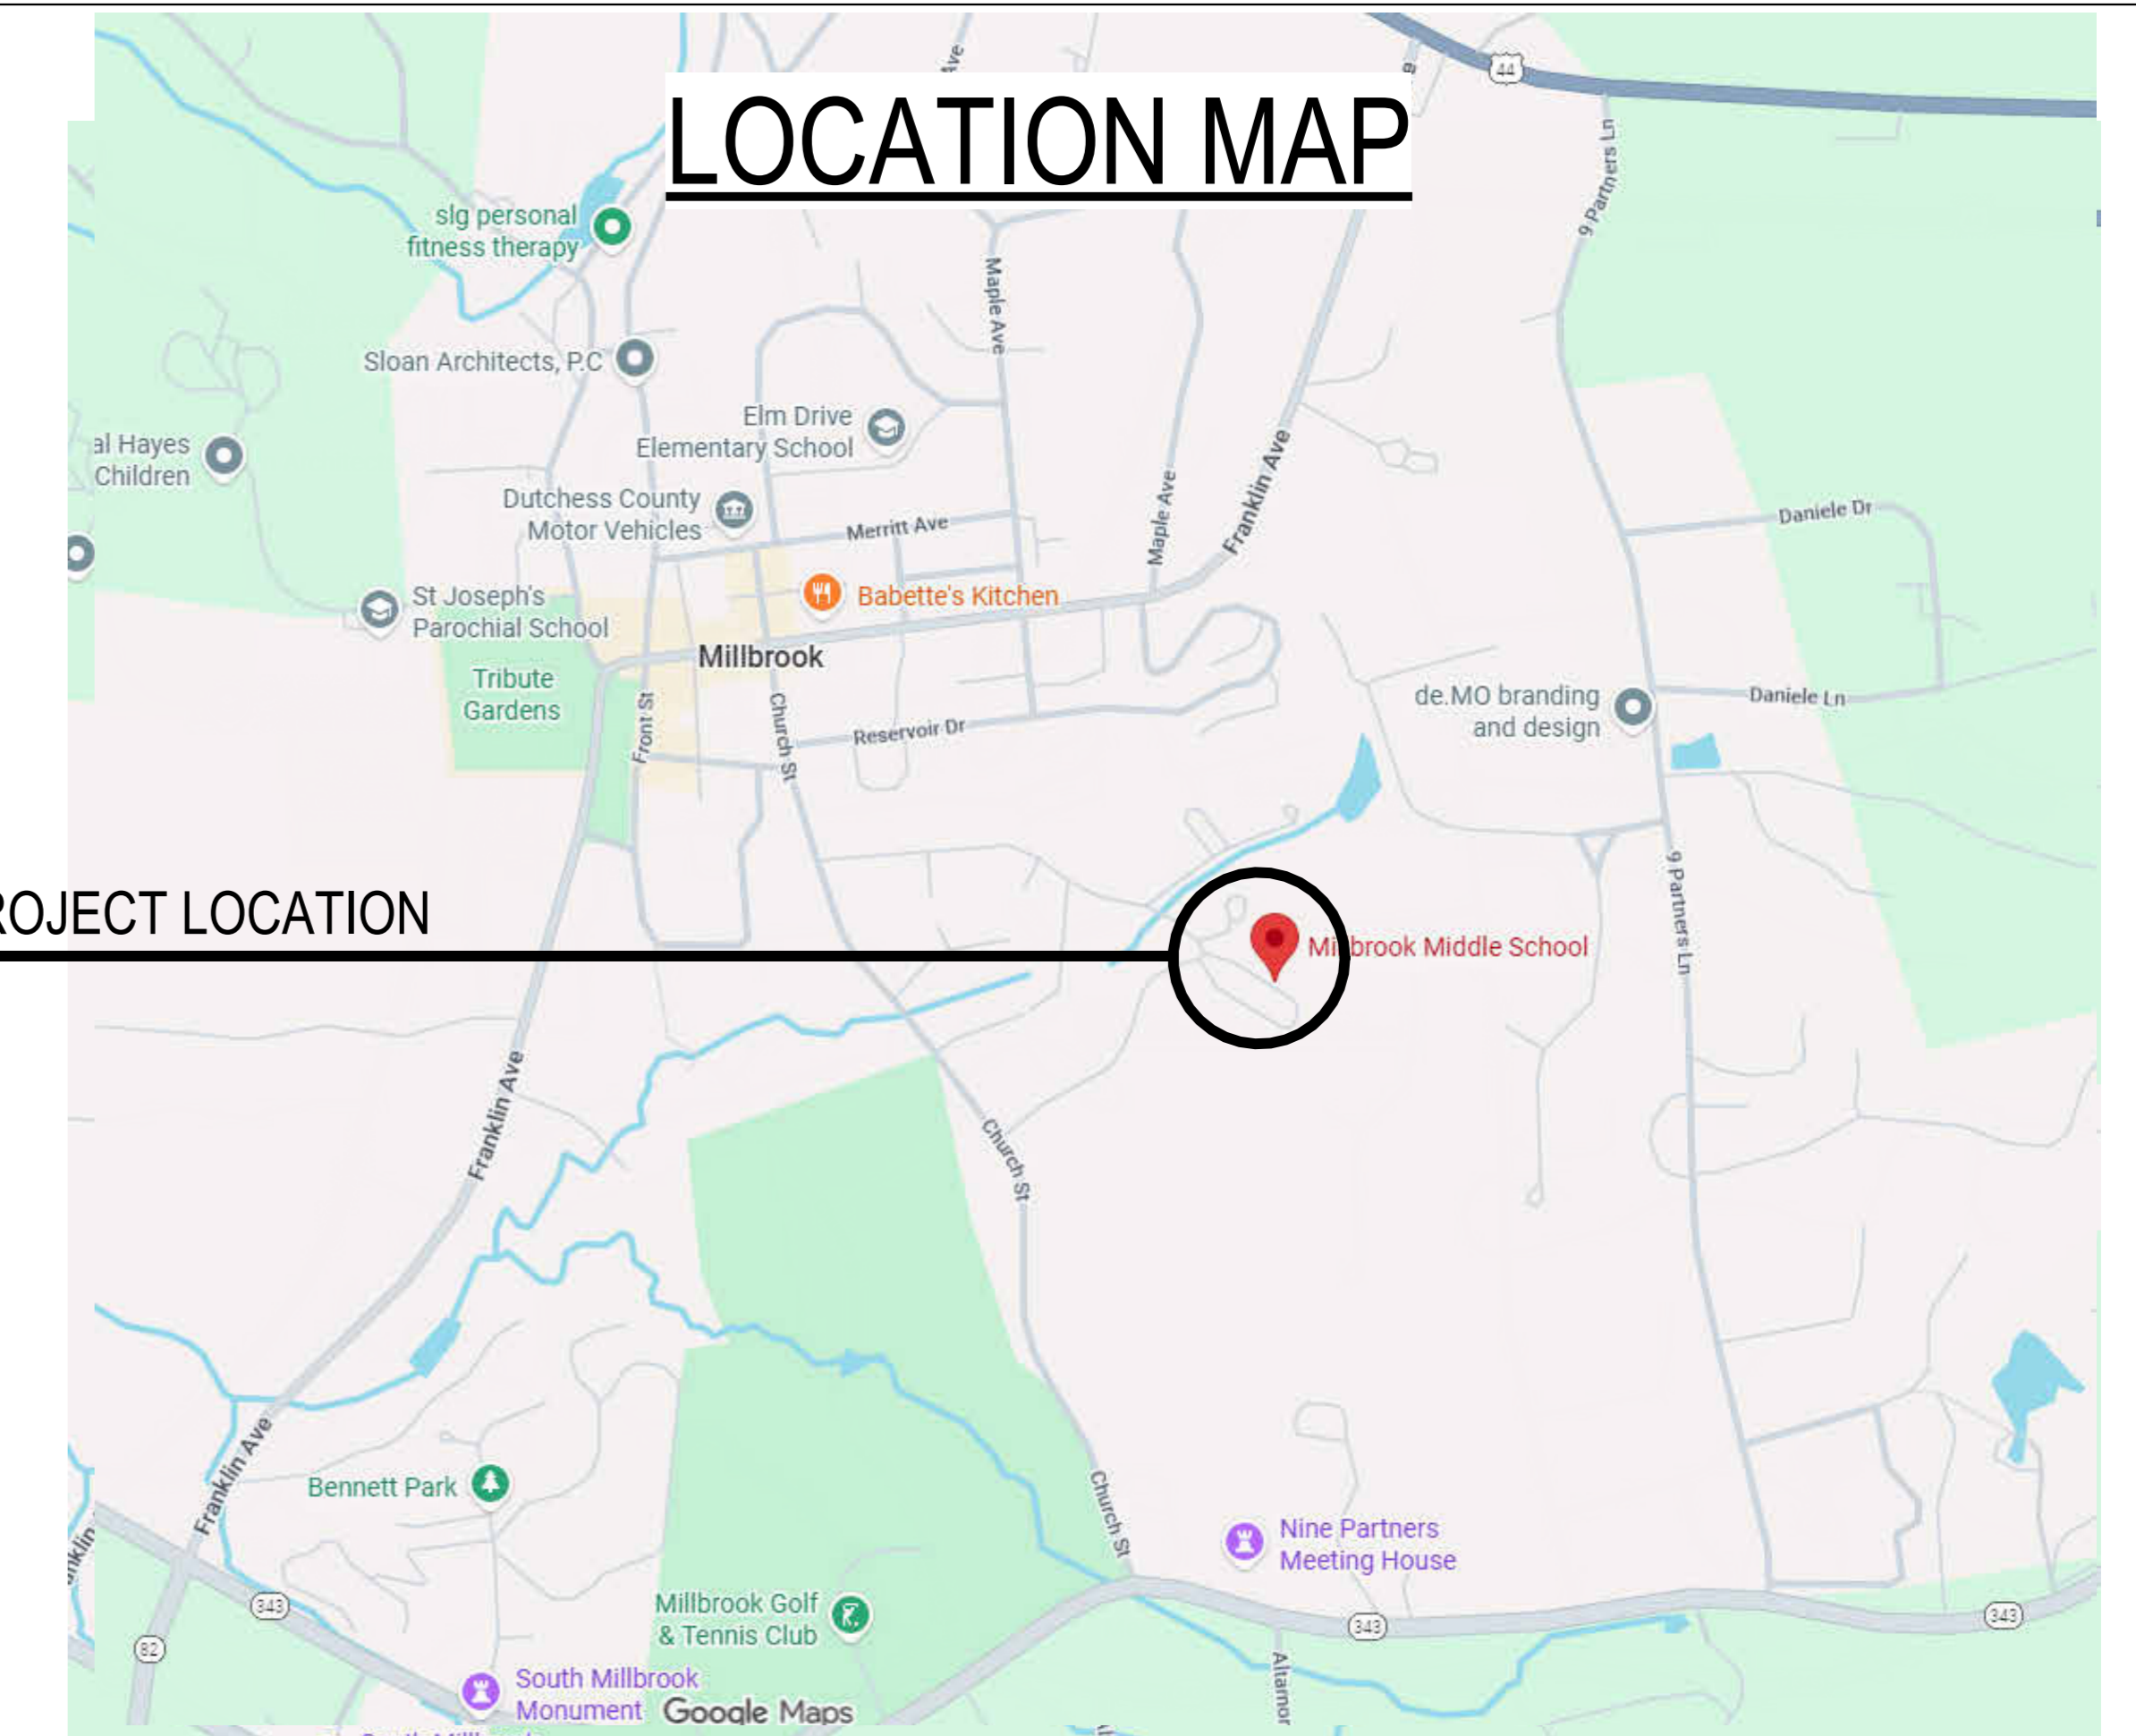 44
Ave
LOCATION MAP
9 Partners Ln
slg personal
fitness therapy
Maple Ave
Sloan Architects, P.C
Elm Drive
Elementary School
al Hayes
Children
Dutchess County
Motor Vehicles
Merritt Ave
Maple Ave
Franklin Ave
Daniele Dr
St Joseph's
Parochial School
Babette's Kitchen
Millbrook
Tribute
Gardens
Front St
Church St
Reservoir Dr
de.MO branding
and design
Daniele Ln
ROJECT LOCATION
Millbrook Middle School
9 Partners Ln
Franklin Ave
Church St
Franklin Ave
Bennett Park
Church St
nklin
Nine Partners
Meeting House
343
Millbrook Golf
& Tennis Club
343
343
82
South Millbrook
Monument
Google Maps
Altamor